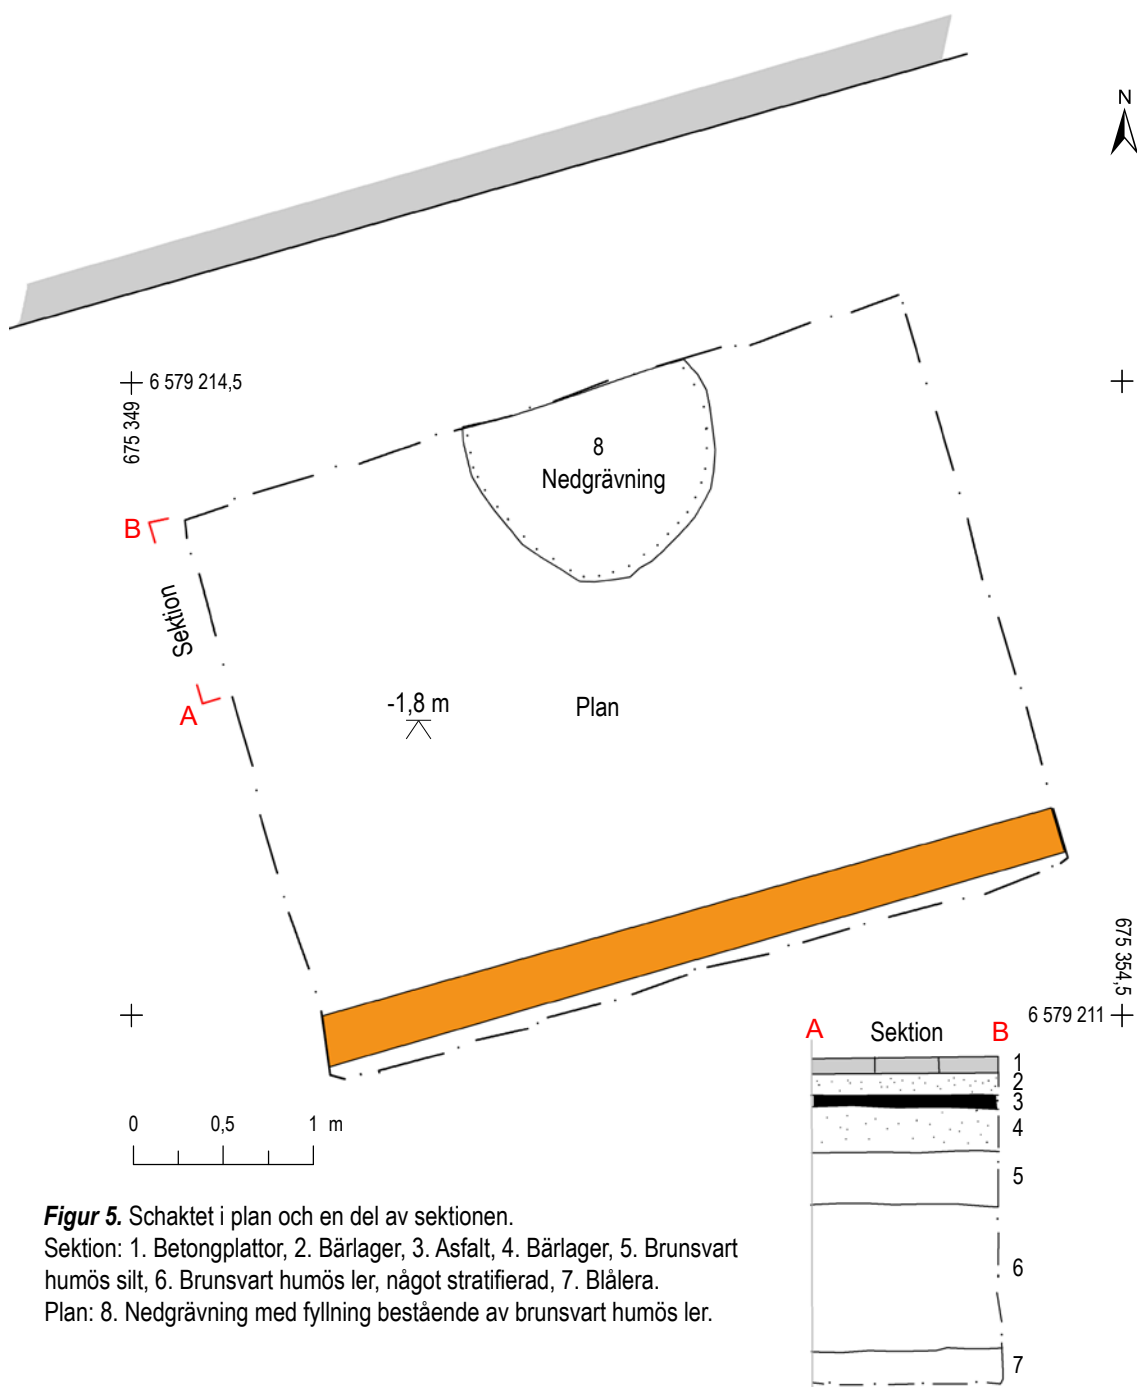 N
6 579 214,5
675 349
8
Nedgrävning
B
Sektion
A
-1,8 m
Plan
675 354,5
6 579 211
A Sektion B
1
2
3
4
5
6
7
0 0,5 1 m
Figur 5. Schaktet i plan och en del av sektionen.
Sektion: 1. Betongplattor, 2. Bärlager, 3. Asfalt, 4. Bärlager, 5. Brunsvart
humös silt, 6. Brunsvart humös ler, något stratifierad, 7. Blålera.
Plan: 8. Nedgrävning med fyllning bestående av brunsvart humös ler.